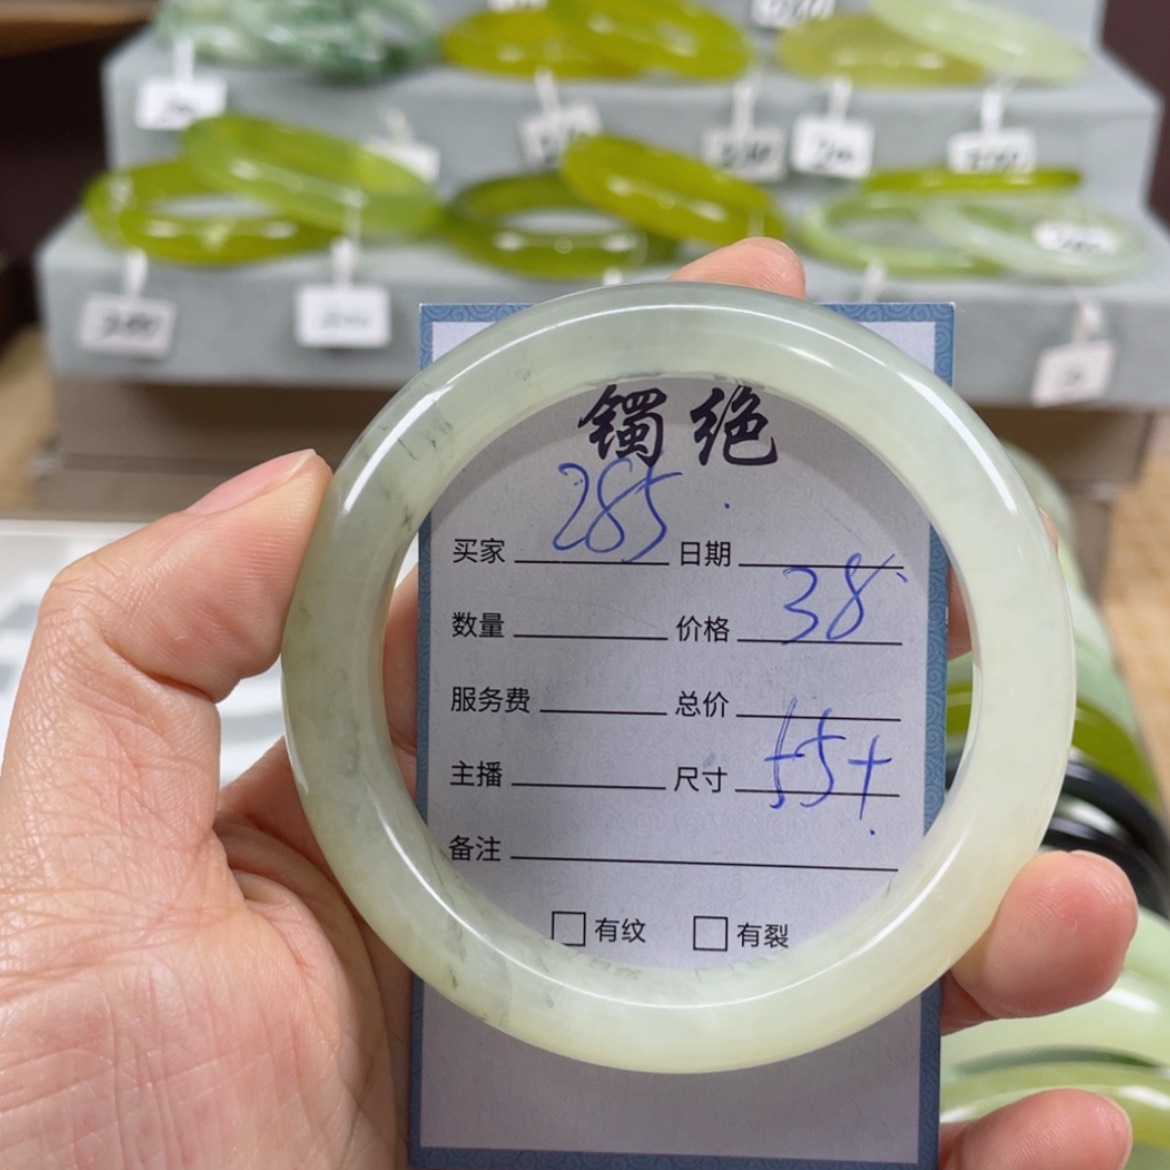 镯绝
285.
买家 日期
38
数量 价格
服务费 总价
55+
主播 尺寸
备注
有纹 有裂